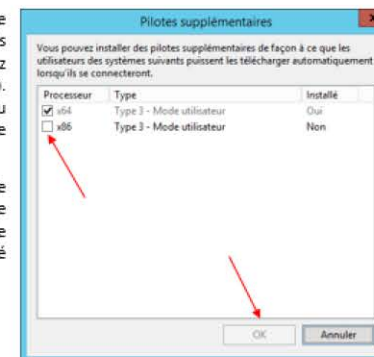 Pilotes supplémentaires
Vous pouvez installer des pilotes supplémentaires de façon à ce que les
utilisateurs des systèmes suivants puissent les télécharger automatiquement
lorsqu'ils se connecteront.
Processeur Type Installé
x64 Type 3 - Mode utilisateur Oui
x86 Type 3 - Mode utilisateur Non
OK Annuler